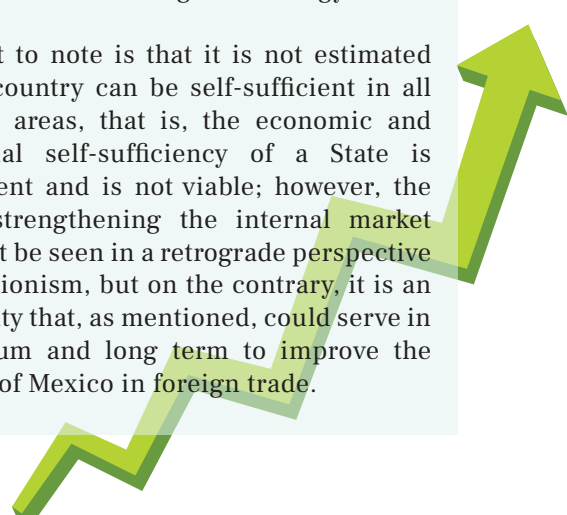 t to note is that it is not estimated
country can be self-sufficient in all
areas, that is, the economic and
al self-sufficiency of a State is
ent and is not viable; however, the
strengthening the internal market
t be seen in a retrograde perspective
ionism, but on the contrary, it is an
ty that, as mentioned, could serve in
um and long term to improve the
of Mexico in foreign trade.